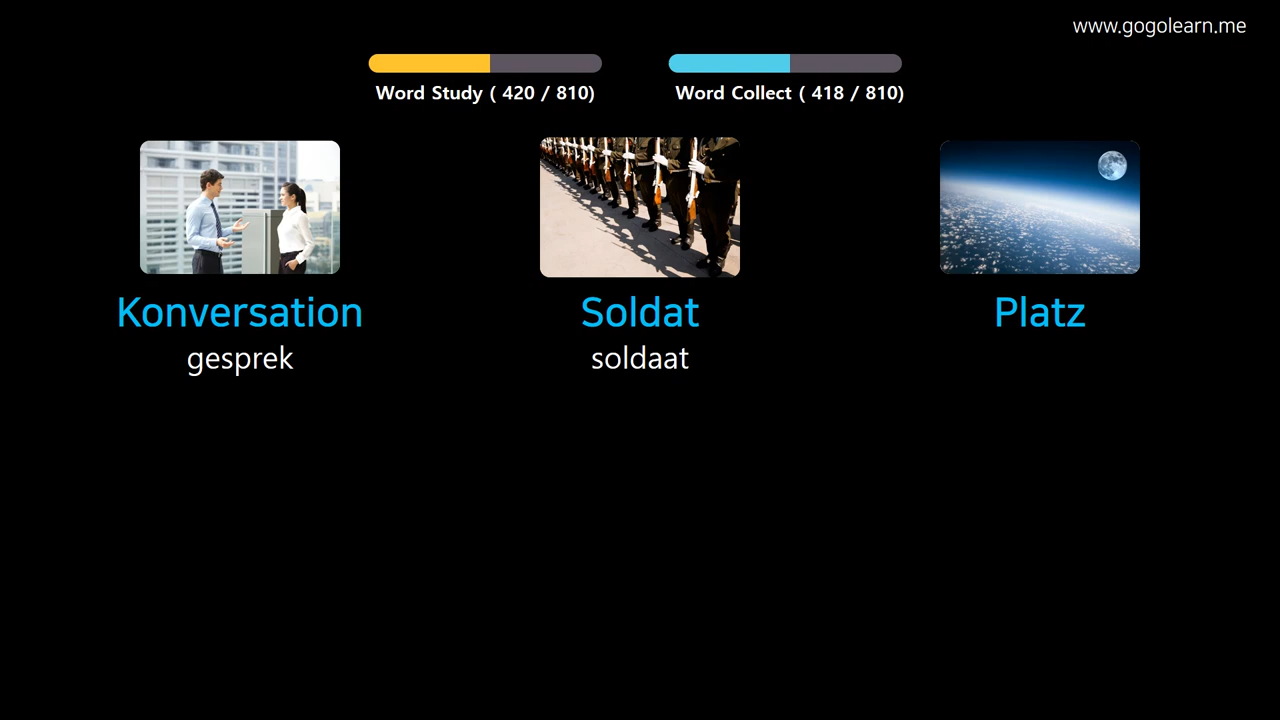 www.gogolearn.me
Word Study ( 420 / 810)
Word Collect ( 418 / 810)
Konversation
Soldat
Platz
gesprek
soldaat